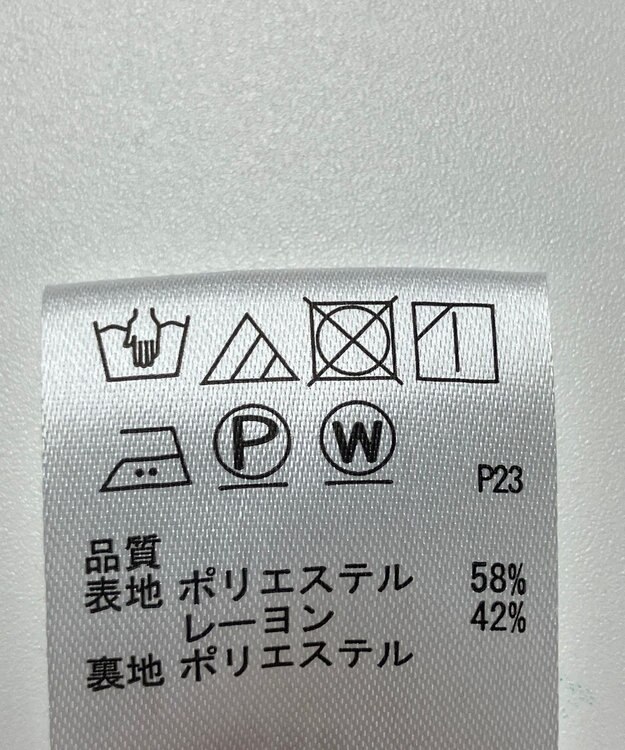 P W
P23
品質
表地 ポリエステル 58%
レーヨン 42%
裏地 ポリエステル